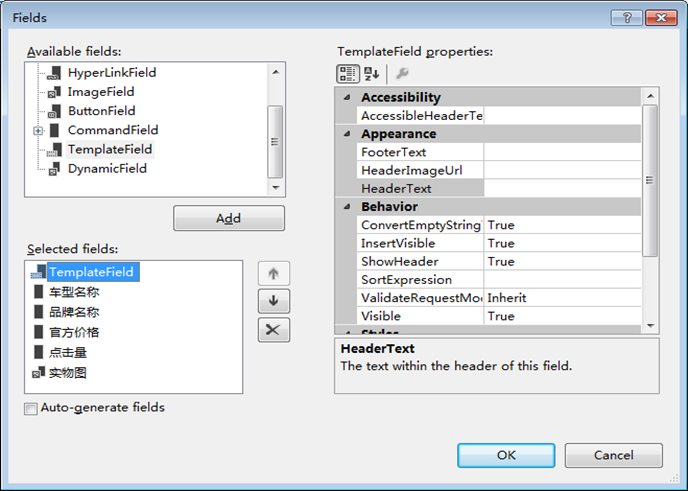 Fields
Available fields:
HyperLinkField
ImageField
ButtonField
CommandField
TemplateField
DynamicField
Add
Selected fields:
TemplateField
车型名称
品牌名称
官方价格
点击量
实物图
Auto-generate fields
TemplateField properties:
Accessibility
AccessibleHeaderTe
Appearance
FooterText
HeaderImageUrl
HeaderText
Behavior
ConvertEmptyString True
InsertVisible True
ShowHeader True
SortExpression
ValidateRequestMo Inherit
Visible True
Styles
HeaderText
The text within the header of this field.
OK
Cancel